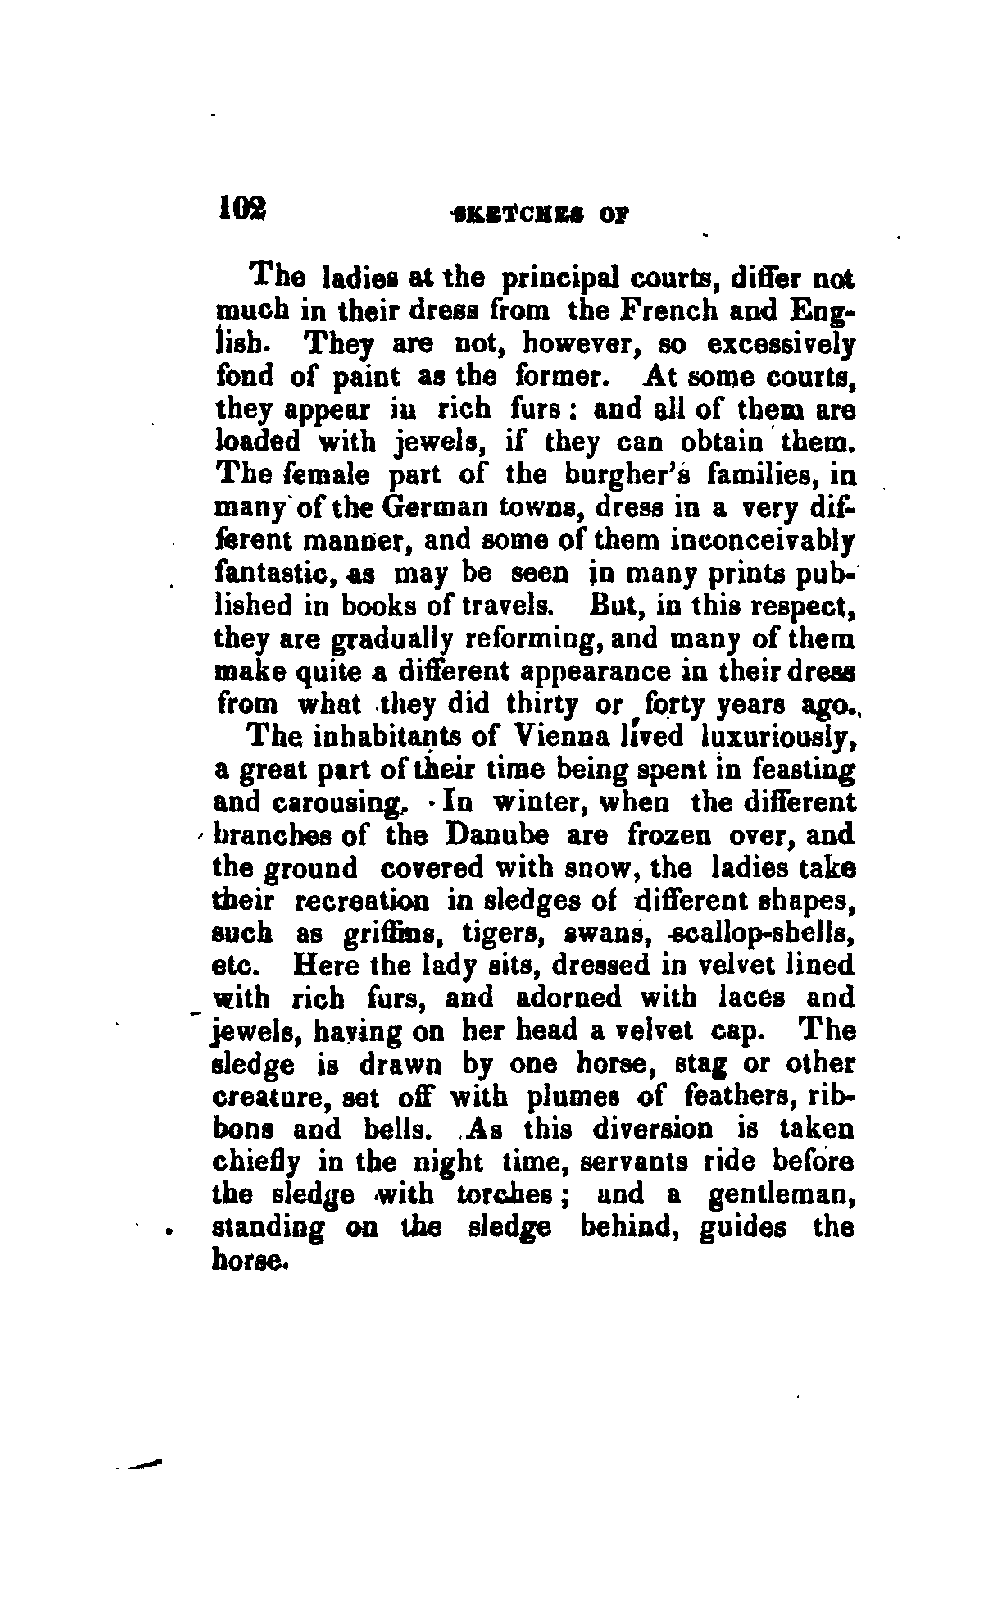 102 SKETCHES OF
The ladies at the principal courts, differ not
much in their dress from the French and Eng-
lish. They are not, however, so excessively
fond of paint as the former. At some courts,
they appear in rich furs: and all of them are
loaded with jewels, if they can obtain them.
The female part of the burgher's families, in
many of the German towns, dress in a very dif-
ferent manner, and some of them inconceivably
fantastic, as may be seen in many prints pub-
lished in books of travels. But, in this respect,
they are gradually reforming, and many of them
make quite a different appearance in their dress
from what they did thirty or forty years ago.
The inhabitants of Vienna lived luxuriously,
a great part of their time being spent in feasting
and carousing. In winter, when the different
branches of the Danube are frozen over, and
the ground covered with snow, the ladies take
their recreation in sledges of different shapes,
such as griffins, tigers, swans, scallop-shells,
etc. Here the lady sits, dressed in velvet lined
with rich furs, and adorned with laces and
jewels, having on her head a velvet cap. The
sledge is drawn by one horse, stag or other
creature, set off with plumes of feathers, rib-
bons and bells. As this diversion is taken
chiefly in the night time, servants ride before
the sledge with torches; and a gentleman,
standing on the sledge behind, guides the
horse.